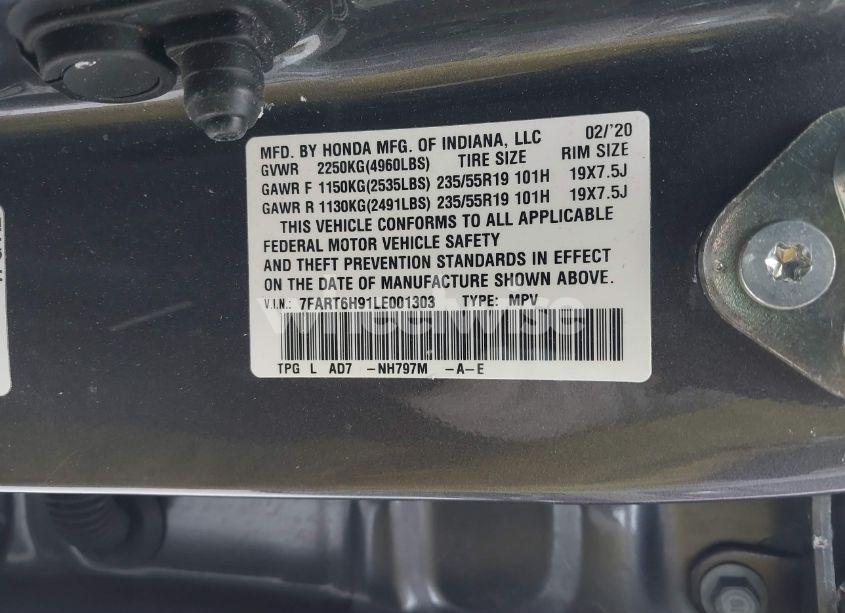 MFD. BY HONDA MFG. OF INDIANA, LLC 02/'20
GVWR 2250KG(4960LBS) TIRE SIZE RIM SIZE
GAWR F 1150KG(2535LBS) 235/55R19 101H 19X7.5J
GAWR R 1130KG(2491LBS) 235/55R19 101H 19X7.5J
THIS VEHICLE CONFORMS TO ALL APPLICABLE
FEDERAL MOTOR VEHICLE SAFETY
AND THEFT PREVENTION STANDARDS IN EFFECT
ON THE DATE OF MANUFACTURE SHOWN ABOVE.
V.I.N.: 7FART6H91LE001303 TYPE: MPV
wheelwise
TPG L AD7 -NH797M -A-E